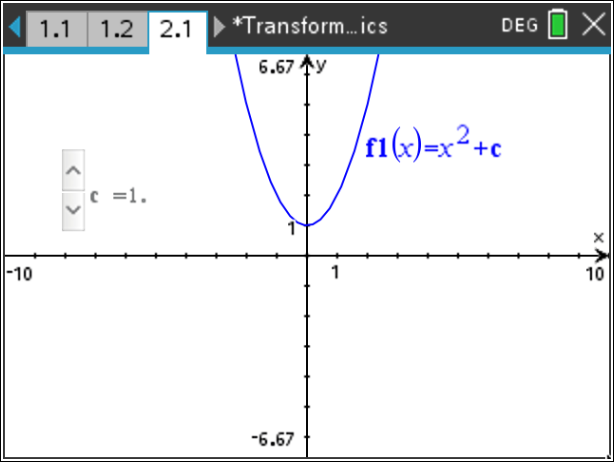 1.1 1.2 2.1 *Transform…ics DEG
6.67 y
f1(x)=x²+c
c =1.
1
x
-10 1 10
-6.67